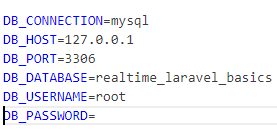 DB_CONNECTION=mysql
DB_HOST=127.0.0.1
DB_PORT=3306
DB_DATABASE=realtime_laravel_basics
DB_USERNAME=root
DB_PASSWORD=